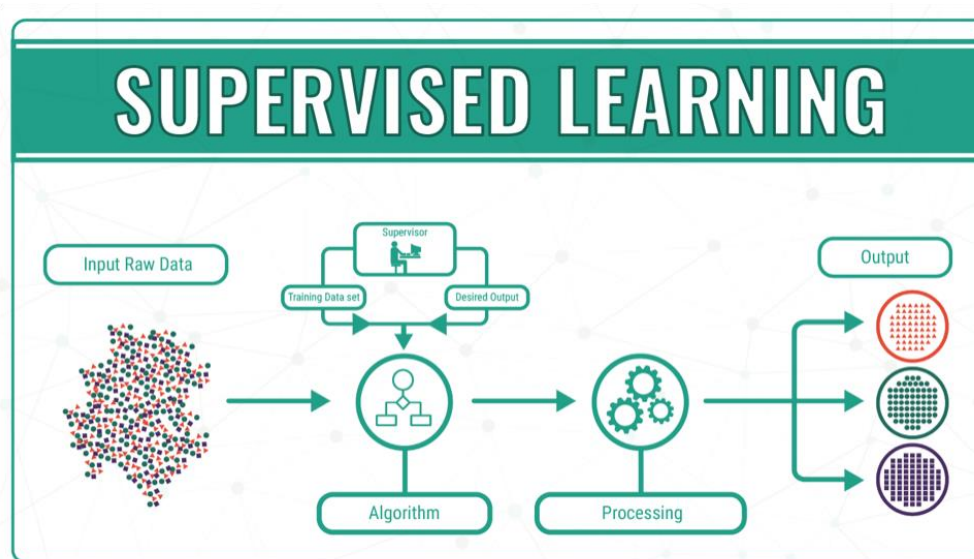 SUPERVISED LEARNING
Input Raw Data
Supervisor
Training Data set
Desired Output
Algorithm
Processing
Output